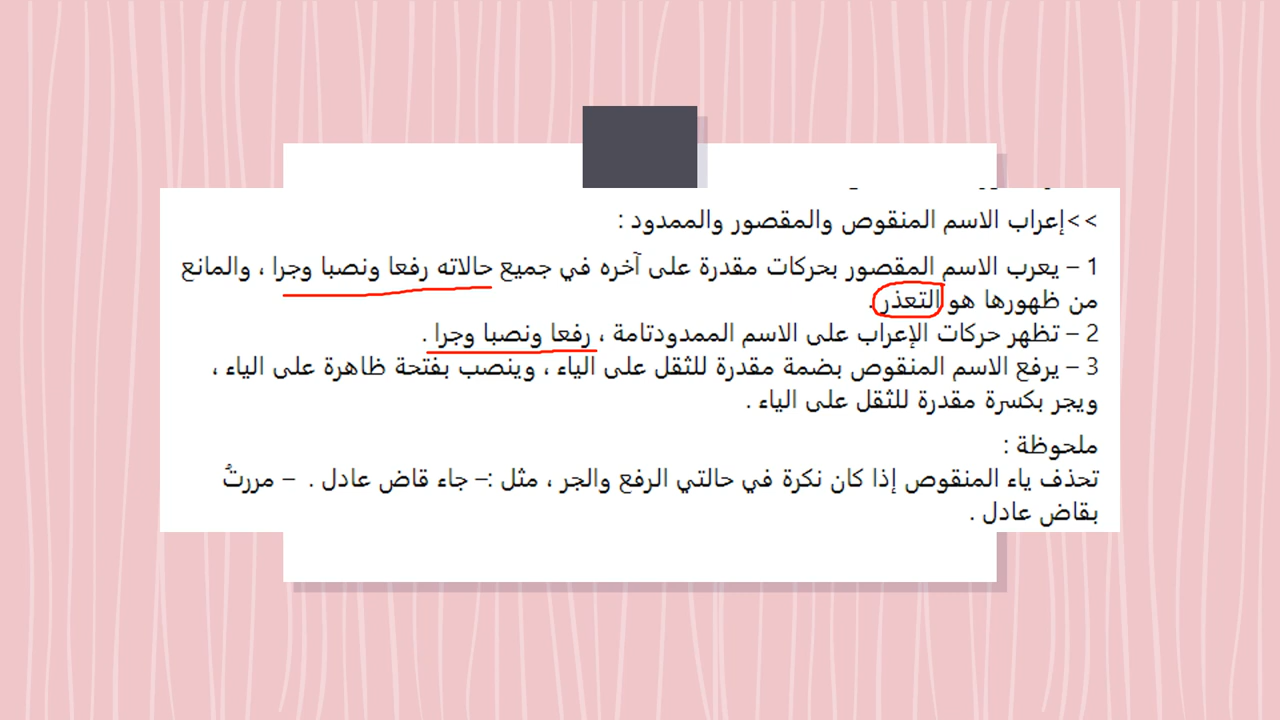 >>إعراب الاسم المنقوص والمقصور والممدود :
1 – يعرب الاسم المقصور بحركات مقدرة على آخره في جميع حالاته رفعا ونصبا وجرا ، والمانع
من ظهورها هو التعذر .
2 – تظهر حركات الإعراب على الاسم الممدودتامة ، رفعا ونصبا وجرا .
3 – يرفع الاسم المنقوص بضمة مقدرة للثقل على الياء ، وينصب بفتحة ظاهرة على الياء ،
ويجر بكسرة مقدرة للثقل على الياء .
ملحوظة :
تحذف ياء المنقوص إذا كان نكرة في حالتي الرفع والجر ، مثل :– جاء قاض عادل . – مررتُ
بقاض عادل .